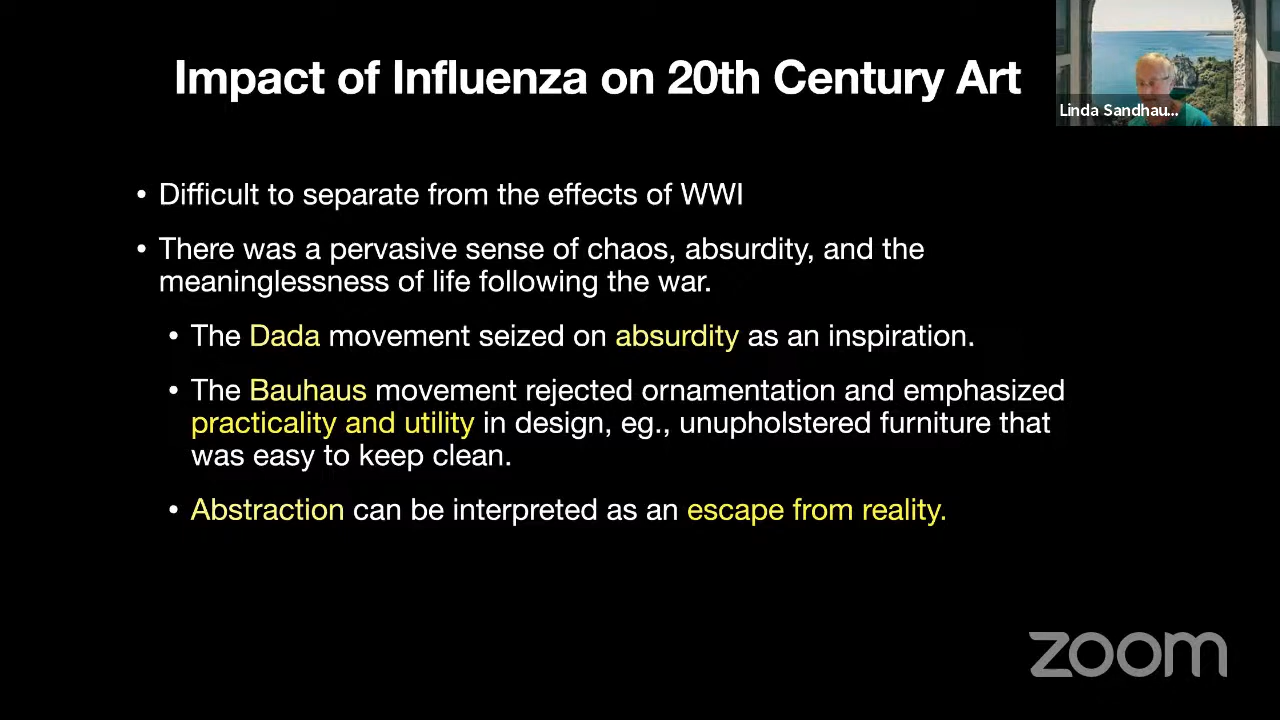 Impact of Influenza on 20th Century Art
Linda Sandhau...
• Difficult to separate from the effects of WWI
• There was a pervasive sense of chaos, absurdity, and the
meaninglessness of life following the war.
• The Dada movement seized on absurdity as an inspiration.
• The Bauhaus movement rejected ornamentation and emphasized
practicality and utility in design, eg., unupholstered furniture that
was easy to keep clean.
• Abstraction can be interpreted as an escape from reality.
zoom